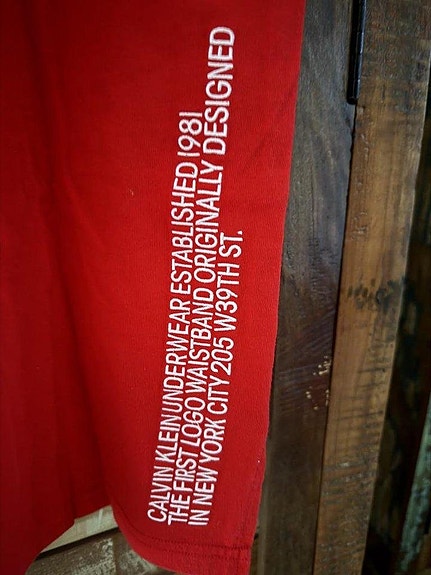 CALVIN KLEIN UNDERWEAR ESTABLISHED 1981
THE FIRST LOGO WAISTBAND ORIGINALLY DESIGNED
IN NEW YORK CITY 205 W39TH ST.